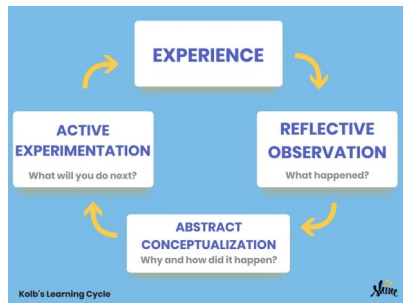 EXPERIENCE
REFLECTIVE
OBSERVATION
What happened?
ABSTRACT
CONCEPTUALIZATION
Why and how did it happen?
ACTIVE
EXPERIMENTATION
What will you do next?
Kolb's Learning Cycle
Shine